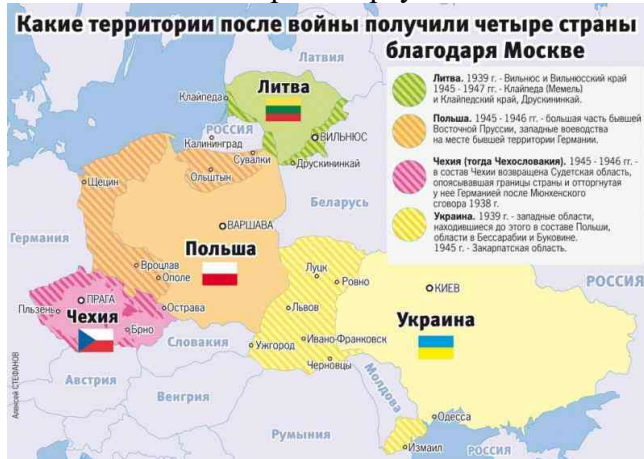 Какие территории после войны получили четыре страны
благодаря Москве
Латвия
Литва. 1939 г. - Вильнюс и Вильнюсский край
1945 - 1947 гг. - Клайпеда (Мемель)
и Клайпедский край, Друскининкай.
Польша. 1945 - 1946 гг. - большая часть бывшей
Восточной Пруссии, западные воеводства
на месте бывшей территории Германии.
Чехия (тогда Чехословакия). 1945 - 1946 гг. -
в состав Чехии возвращена Судетская область,
опоясывавшая границы страны и отторгнутая
у нее Германией после Мюнхенского
сговора 1938 г.
Украина. 1939 г. - западные области,
находившиеся до этого в составе Польши,
области в Бессарабии и Буковине.
1945 г. - Закарпатская область.
Литва
Клайпеда
ВИЛЬНЮС
РОССИЯ
Калининград
Сувалки
Друскининкай
Ольштын
Щецин
Беларусь
ВАРШАВА
Германия
Польша
Вроцлав
Ополе
Луцк
Ровно
КИЕВ
РОССИЯ
ПРАГА
Пльзень
Чехия
Острава
Брно
Львов
Украина
Словакия
Ужгород
Ивано-Франковск
Черновцы
Австрия
Венгрия
Молдова
Одесса
Румыния
Измаил
РОССИЯ
Алексей СТЕФАНОВ